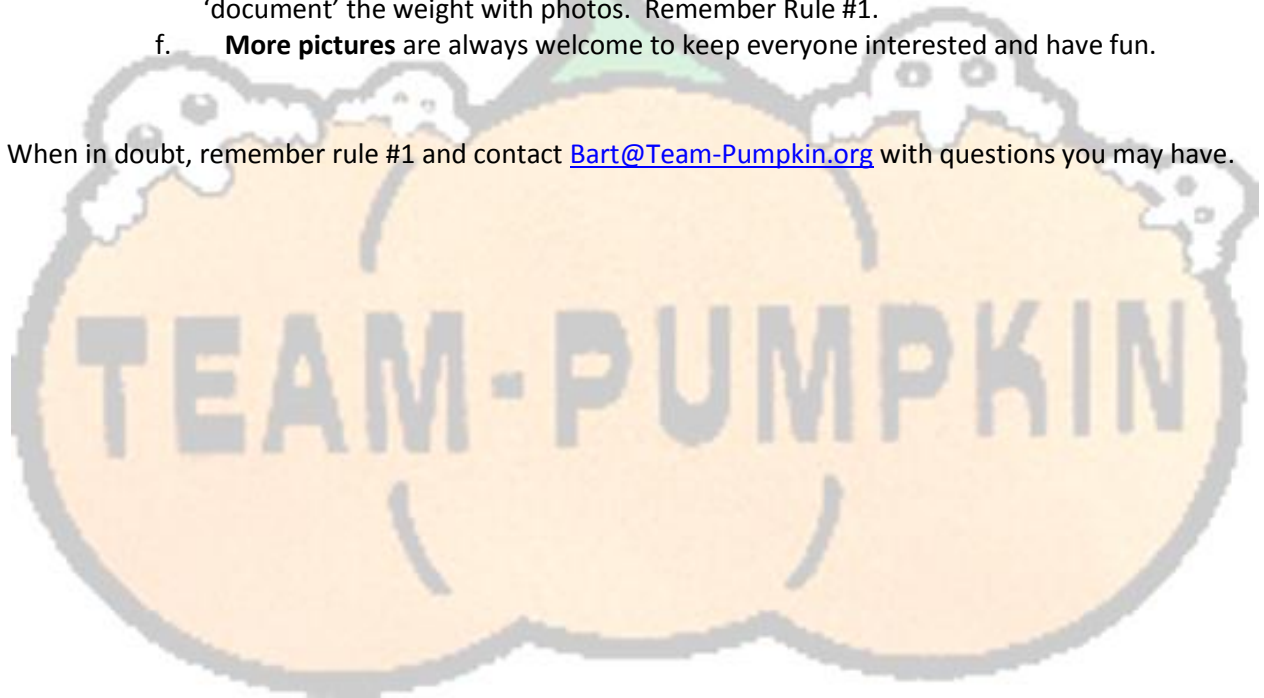 ‘document’ the weight with photos.  Remember Rule #1.
f. More pictures are always welcome to keep everyone interested and have fun.
When in doubt, remember rule #1 and contact Bart@Team-Pumpkin.org with questions you may have.
TEAM-PUMPKIN